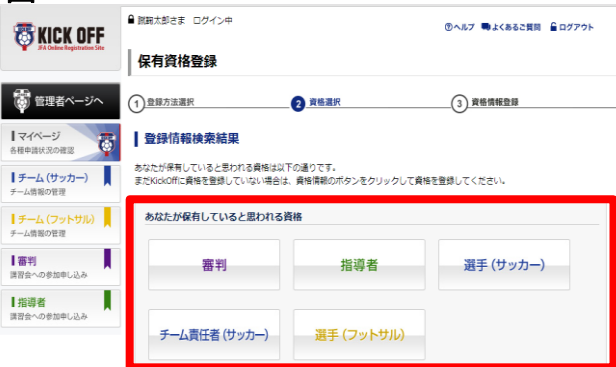 KICK OFF
JFA Online Registration Site
蹴鞠太郎さま ログイン中
ヘルプ
よくあるご質問
ログアウト
保有資格登録
管理者ページへ
1 登録方法選択
2 資格選択
3 資格情報登録
マイページ
各種申請状況の確認
チーム（サッカー）
チーム情報の管理
チーム（フットサル）
チーム情報の管理
審判
講習会への参加申し込み
指導者
講習会への参加申し込み
登録情報検索結果
あなたが保有していると思われる資格は以下の通りです。
まだKickOffに資格を登録していない場合は、資格情報のボタンをクリックして資格を登録してください。
あなたが保有していると思われる資格
審判
指導者
選手（サッカー）
チーム責任者（サッカー）
選手（フットサル）